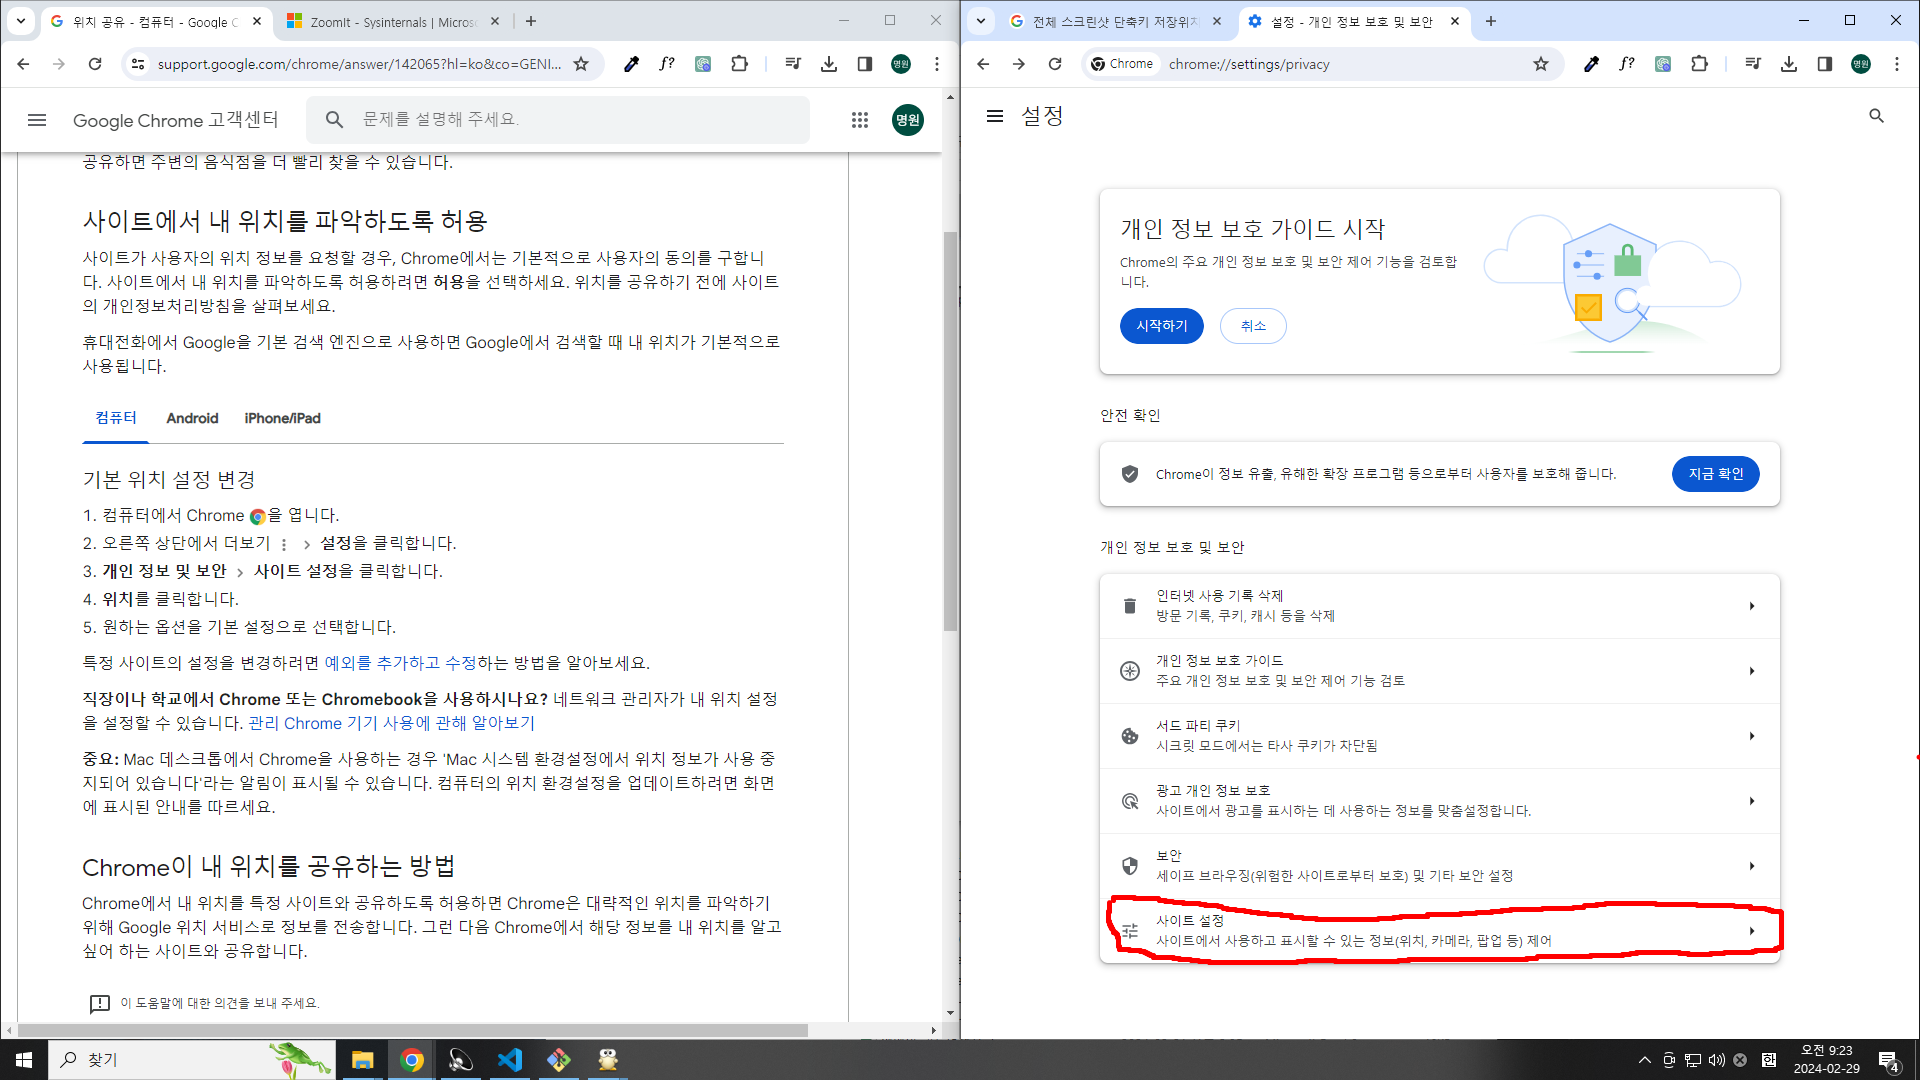 위치 공유 - 컴퓨터 - Google C
ZoomIt - Sysinternals | Micros
support.google.com/chrome/answer/142065?hl=ko&co=GENI...
명원
Google Chrome 고객센터
문제를 설명해 주세요.
명원
공유하면 주변의 음식점을 더 빨리 찾을 수 있습니다.
사이트에서 내 위치를 파악하도록 허용
사이트가 사용자의 위치 정보를 요청할 경우, Chrome에서는 기본적으로 사용자의 동의를 구합니
다. 사이트에서 내 위치를 파악하도록 허용하려면 허용을 선택하세요. 위치를 공유하기 전에 사이트
의 개인정보처리방침을 살펴보세요.
휴대전화에서 Google을 기본 검색 엔진으로 사용하면 Google에서 검색할 때 내 위치가 기본적으로
사용됩니다.
컴퓨터
Android
iPhone/iPad
기본 위치 설정 변경
1. 컴퓨터에서 Chrome 을 엽니다.
2. 오른쪽 상단에서 더보기 ⋮ > 설정을 클릭합니다.
3. 개인 정보 및 보안 > 사이트 설정을 클릭합니다.
4. 위치를 클릭합니다.
5. 원하는 옵션을 기본 설정으로 선택합니다.
특정 사이트의 설정을 변경하려면 예외를 추가하고 수정하는 방법을 알아보세요.
직장이나 학교에서 Chrome 또는 Chromebook을 사용하시나요? 네트워크 관리자가 내 위치 설정
을 설정할 수 있습니다. 관리 Chrome 기기 사용에 관해 알아보기
중요: Mac 데스크톱에서 Chrome을 사용하는 경우 'Mac 시스템 환경설정에서 위치 정보가 사용 중
지되어 있습니다'라는 알림이 표시될 수 있습니다. 컴퓨터의 위치 환경설정을 업데이트하려면 화면
에 표시된 안내를 따르세요.
Chrome이 내 위치를 공유하는 방법
Chrome에서 내 위치를 특정 사이트와 공유하도록 허용하면 Chrome은 대략적인 위치를 파악하기
위해 Google 위치 서비스로 정보를 전송합니다. 그런 다음 Chrome에서 해당 정보를 내 위치를 알고
싶어 하는 사이트와 공유합니다.
이 도움말에 대한 의견을 보내 주세요.
전체 스크린샷 단축키 저장위치
설정 - 개인 정보 보호 및 보안
Chrome
chrome://settings/privacy
명원
설정
개인 정보 보호 가이드 시작
Chrome의 주요 개인 정보 보호 및 보안 제어 기능을 검토합
니다.
시작하기
취소
안전 확인
Chrome이 정보 유출, 유해한 확장 프로그램 등으로부터 사용자를 보호해 줍니다.
지금 확인
개인 정보 보호 및 보안
인터넷 사용 기록 삭제
방문 기록, 쿠키, 캐시 등을 삭제
개인 정보 보호 가이드
주요 개인 정보 보호 및 보안 제어 기능 검토
서드 파티 쿠키
시크릿 모드에서는 타사 쿠키가 차단됨
광고 개인 정보 보호
사이트에서 광고를 표시하는 데 사용하는 정보를 맞춤설정합니다.
보안
세이프 브라우징(위험한 사이트로부터 보호) 및 기타 보안 설정
사이트 설정
사이트에서 사용하고 표시할 수 있는 정보(위치, 카메라, 팝업 등) 제어
찾기
한
오전 9:23
2024-02-29
4